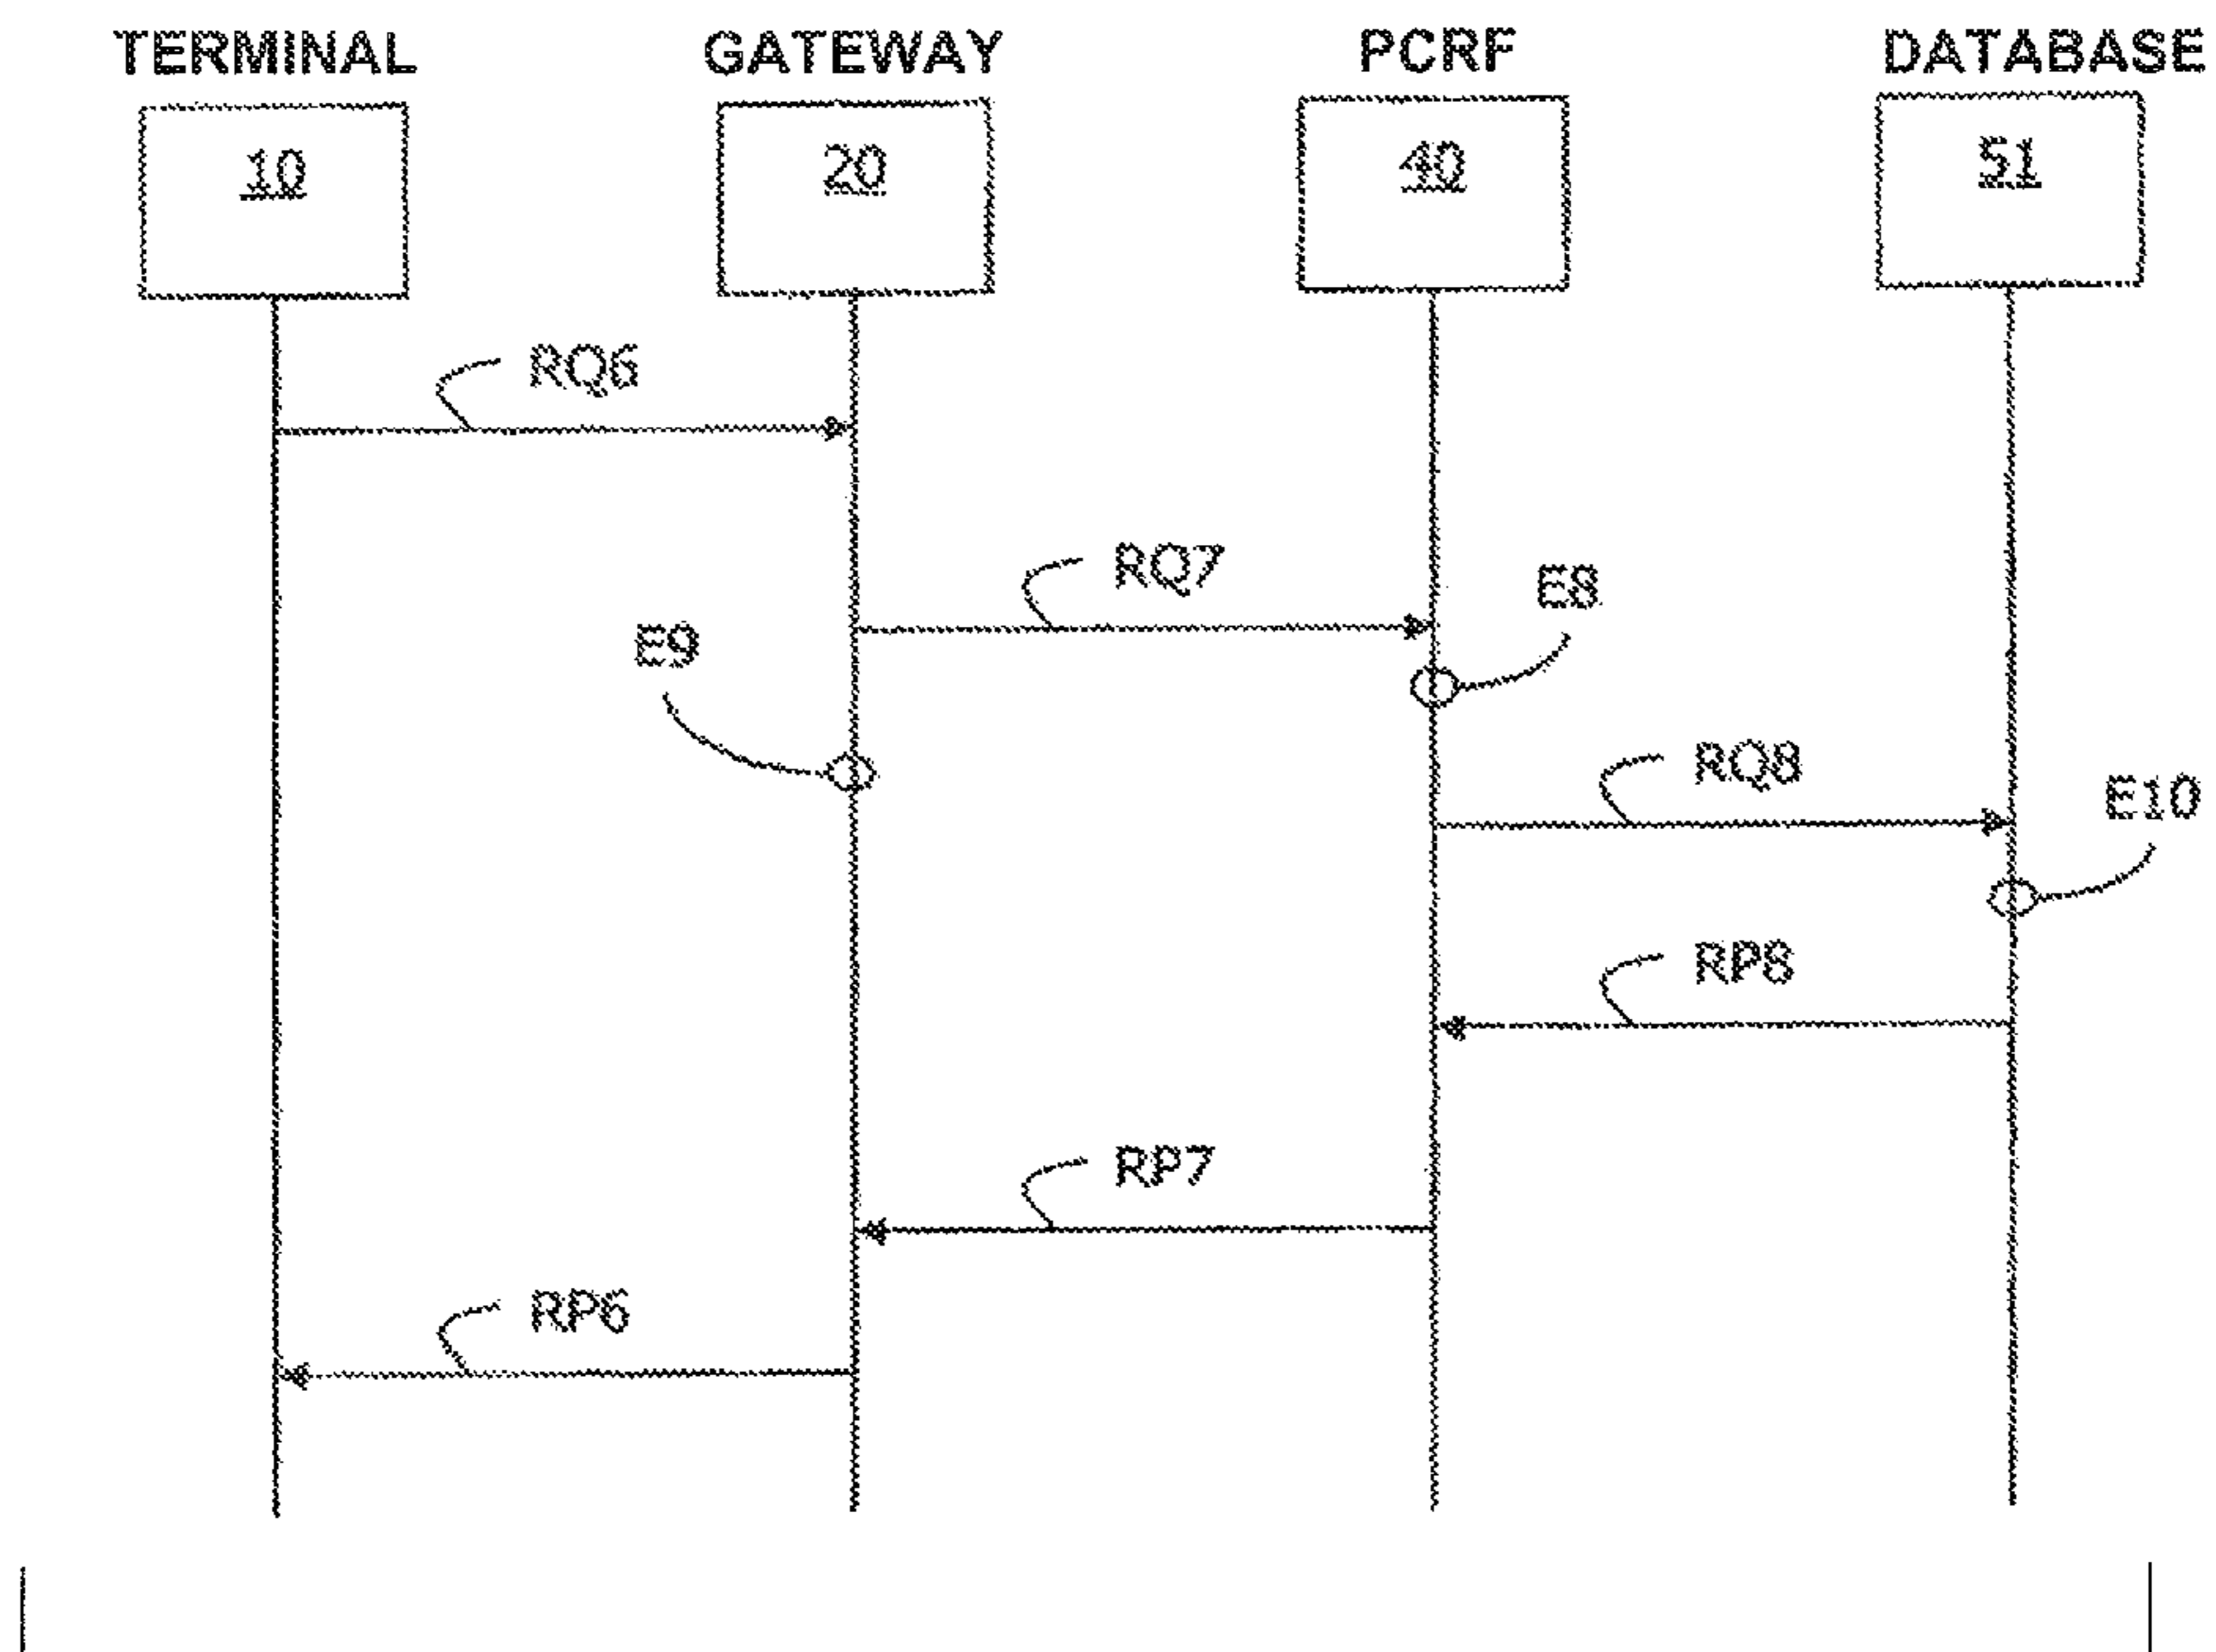 TERMINAL GATEWAY PCRF DATABASE
10 20 40 51
RQ6
RQ7
E8
E9
RQ8
E10
RP8
RP7
RP6